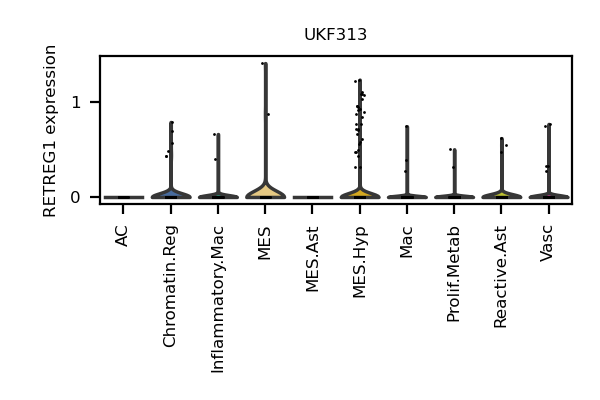 UKF313
RETREG1 expression
1
0
AC
Chromatin.Reg
Inflammatory.Mac
MES
MES.Ast
MES.Hyp
Mac
Prolif.Metab
Reactive.Ast
Vasc